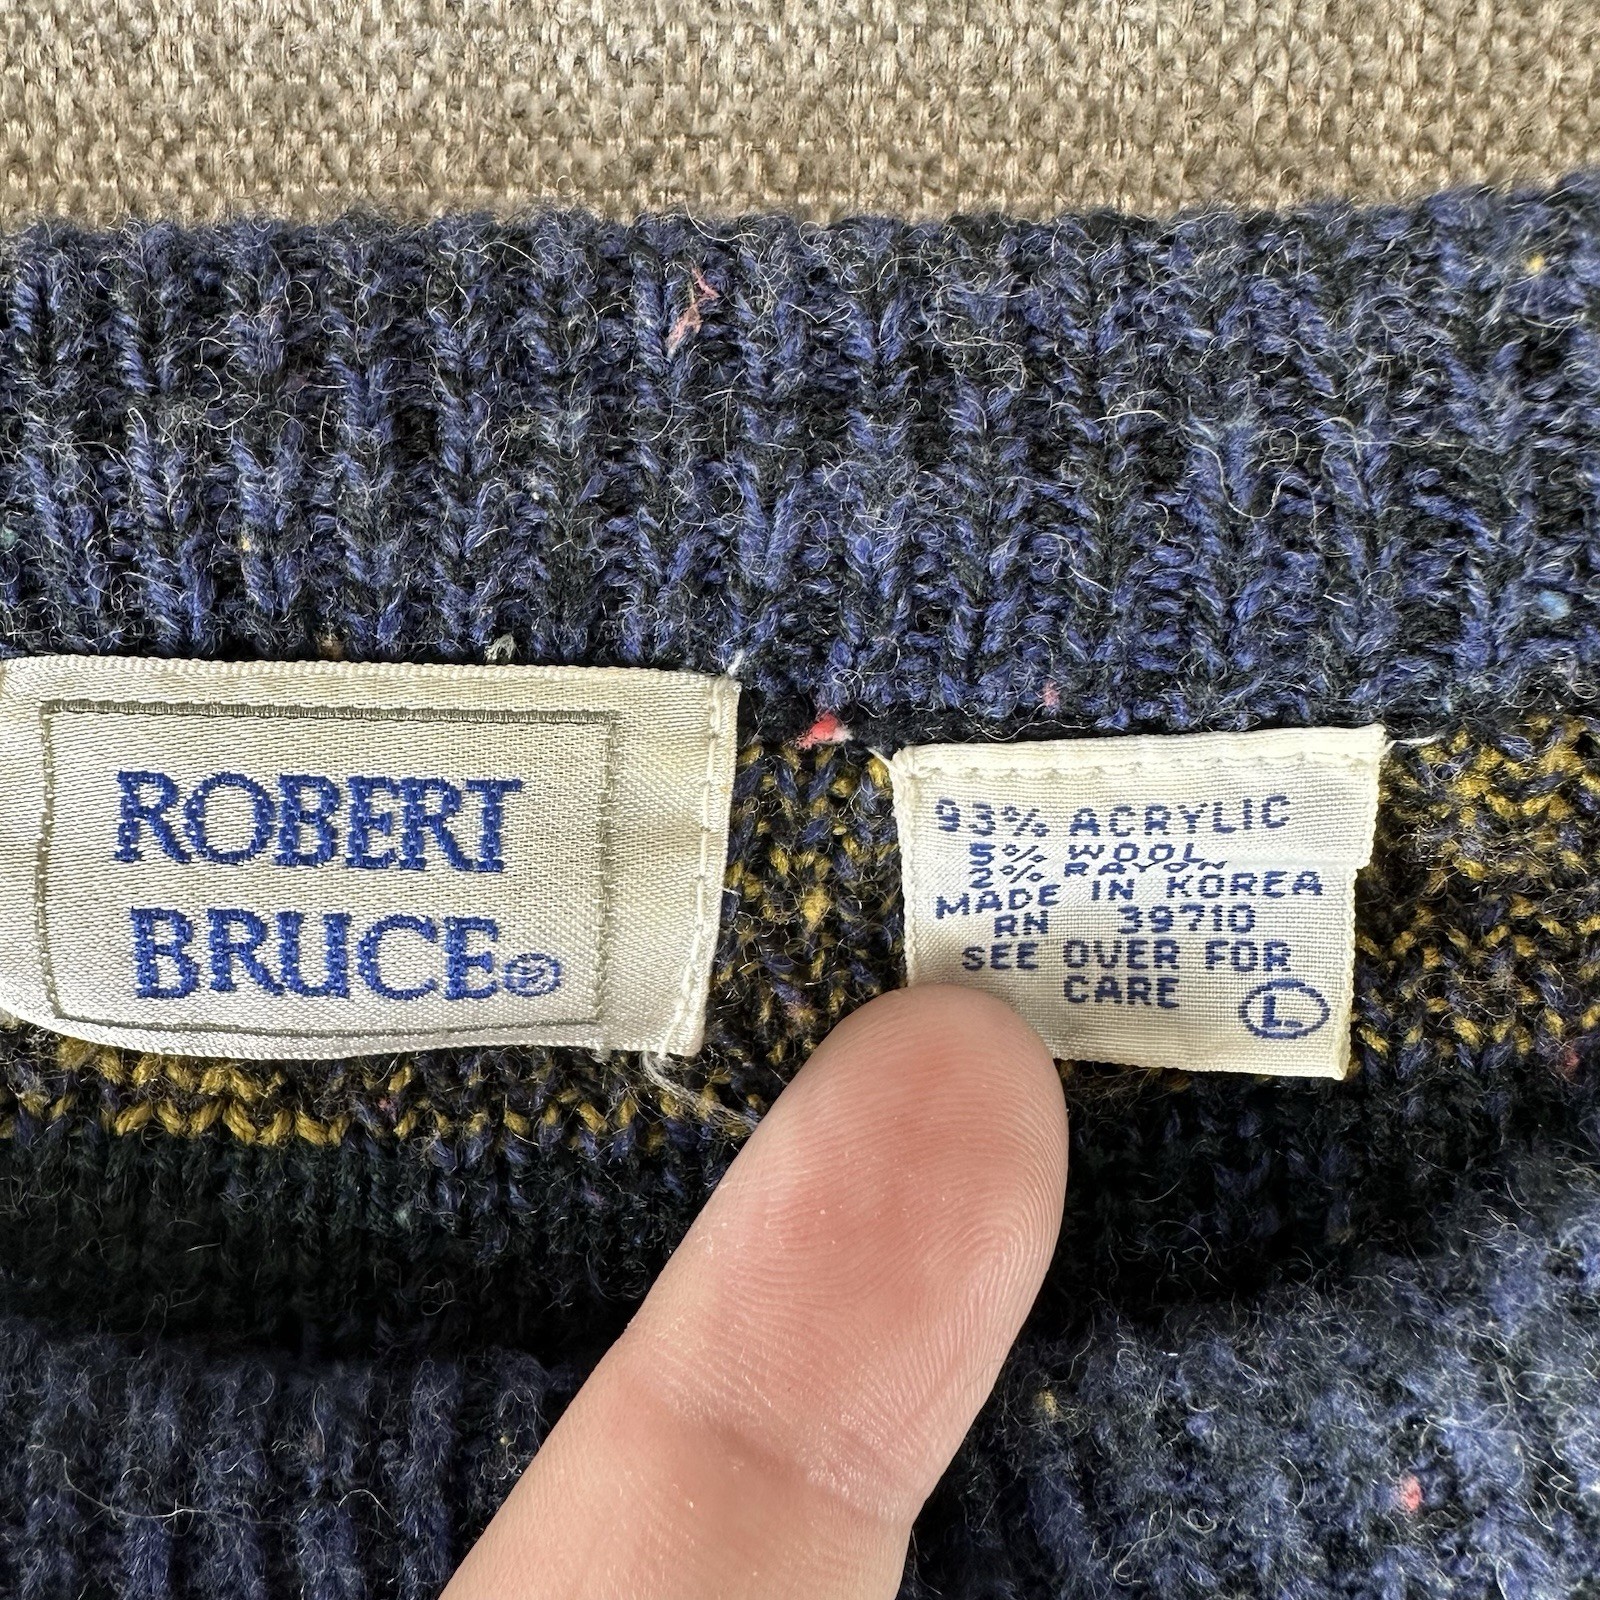 ROBERT
BRUCE®
93% ACRYLIC
5% WOOL
2% RAYON
MADE IN KOREA
RN 39710
SEE OVER FOR
CARE
L